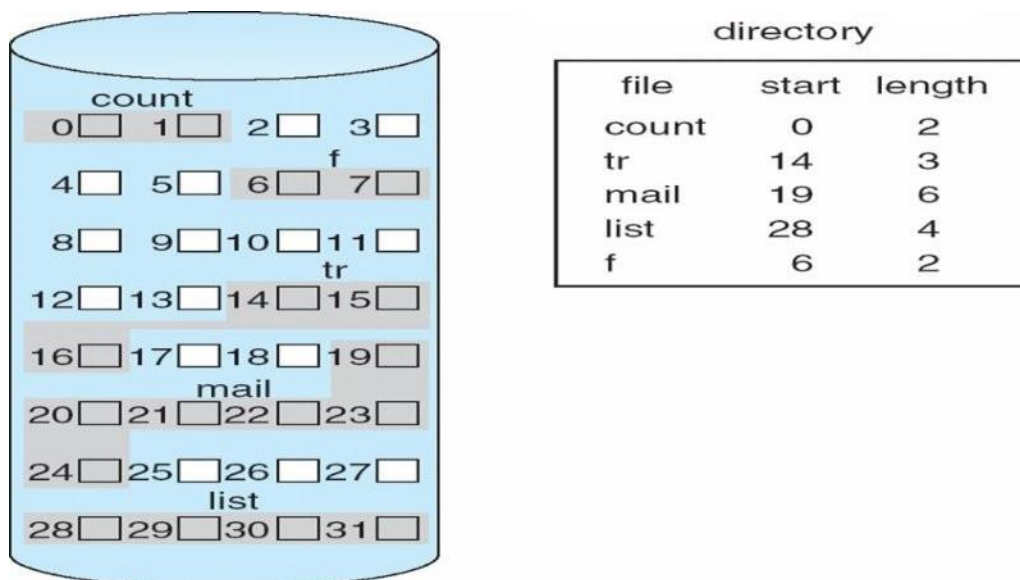 count
0 1 2 3
f
4 5 6 7
8 9 10 11
tr
12 13 14 15
16 17 18 19
mail
20 21 22 23
24 25 26 27
list
28 29 30 31
directory
file start length
count 0 2
tr 14 3
mail 19 6
list 28 4
f 6 2